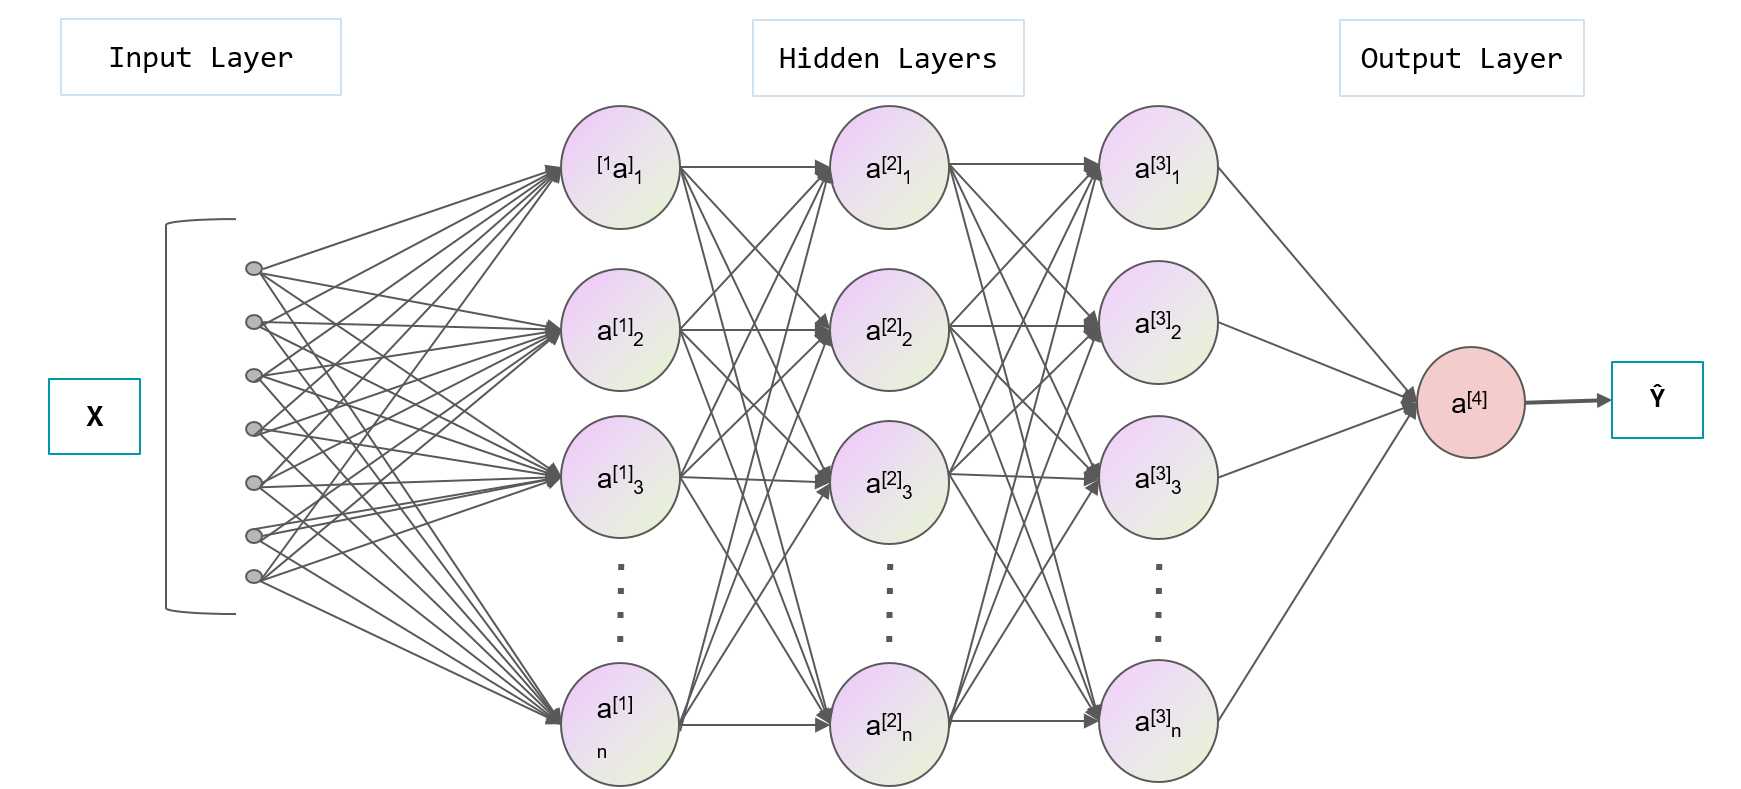 Input Layer
Hidden Layers
Output Layer
[1a]1
a[2]1
a[3]1
a[1]2
a[2]2
a[3]2
X
a[4]
Ŷ
a[1]3
a[2]3
a[3]3
a[1]
n
a[2]n
a[3]n